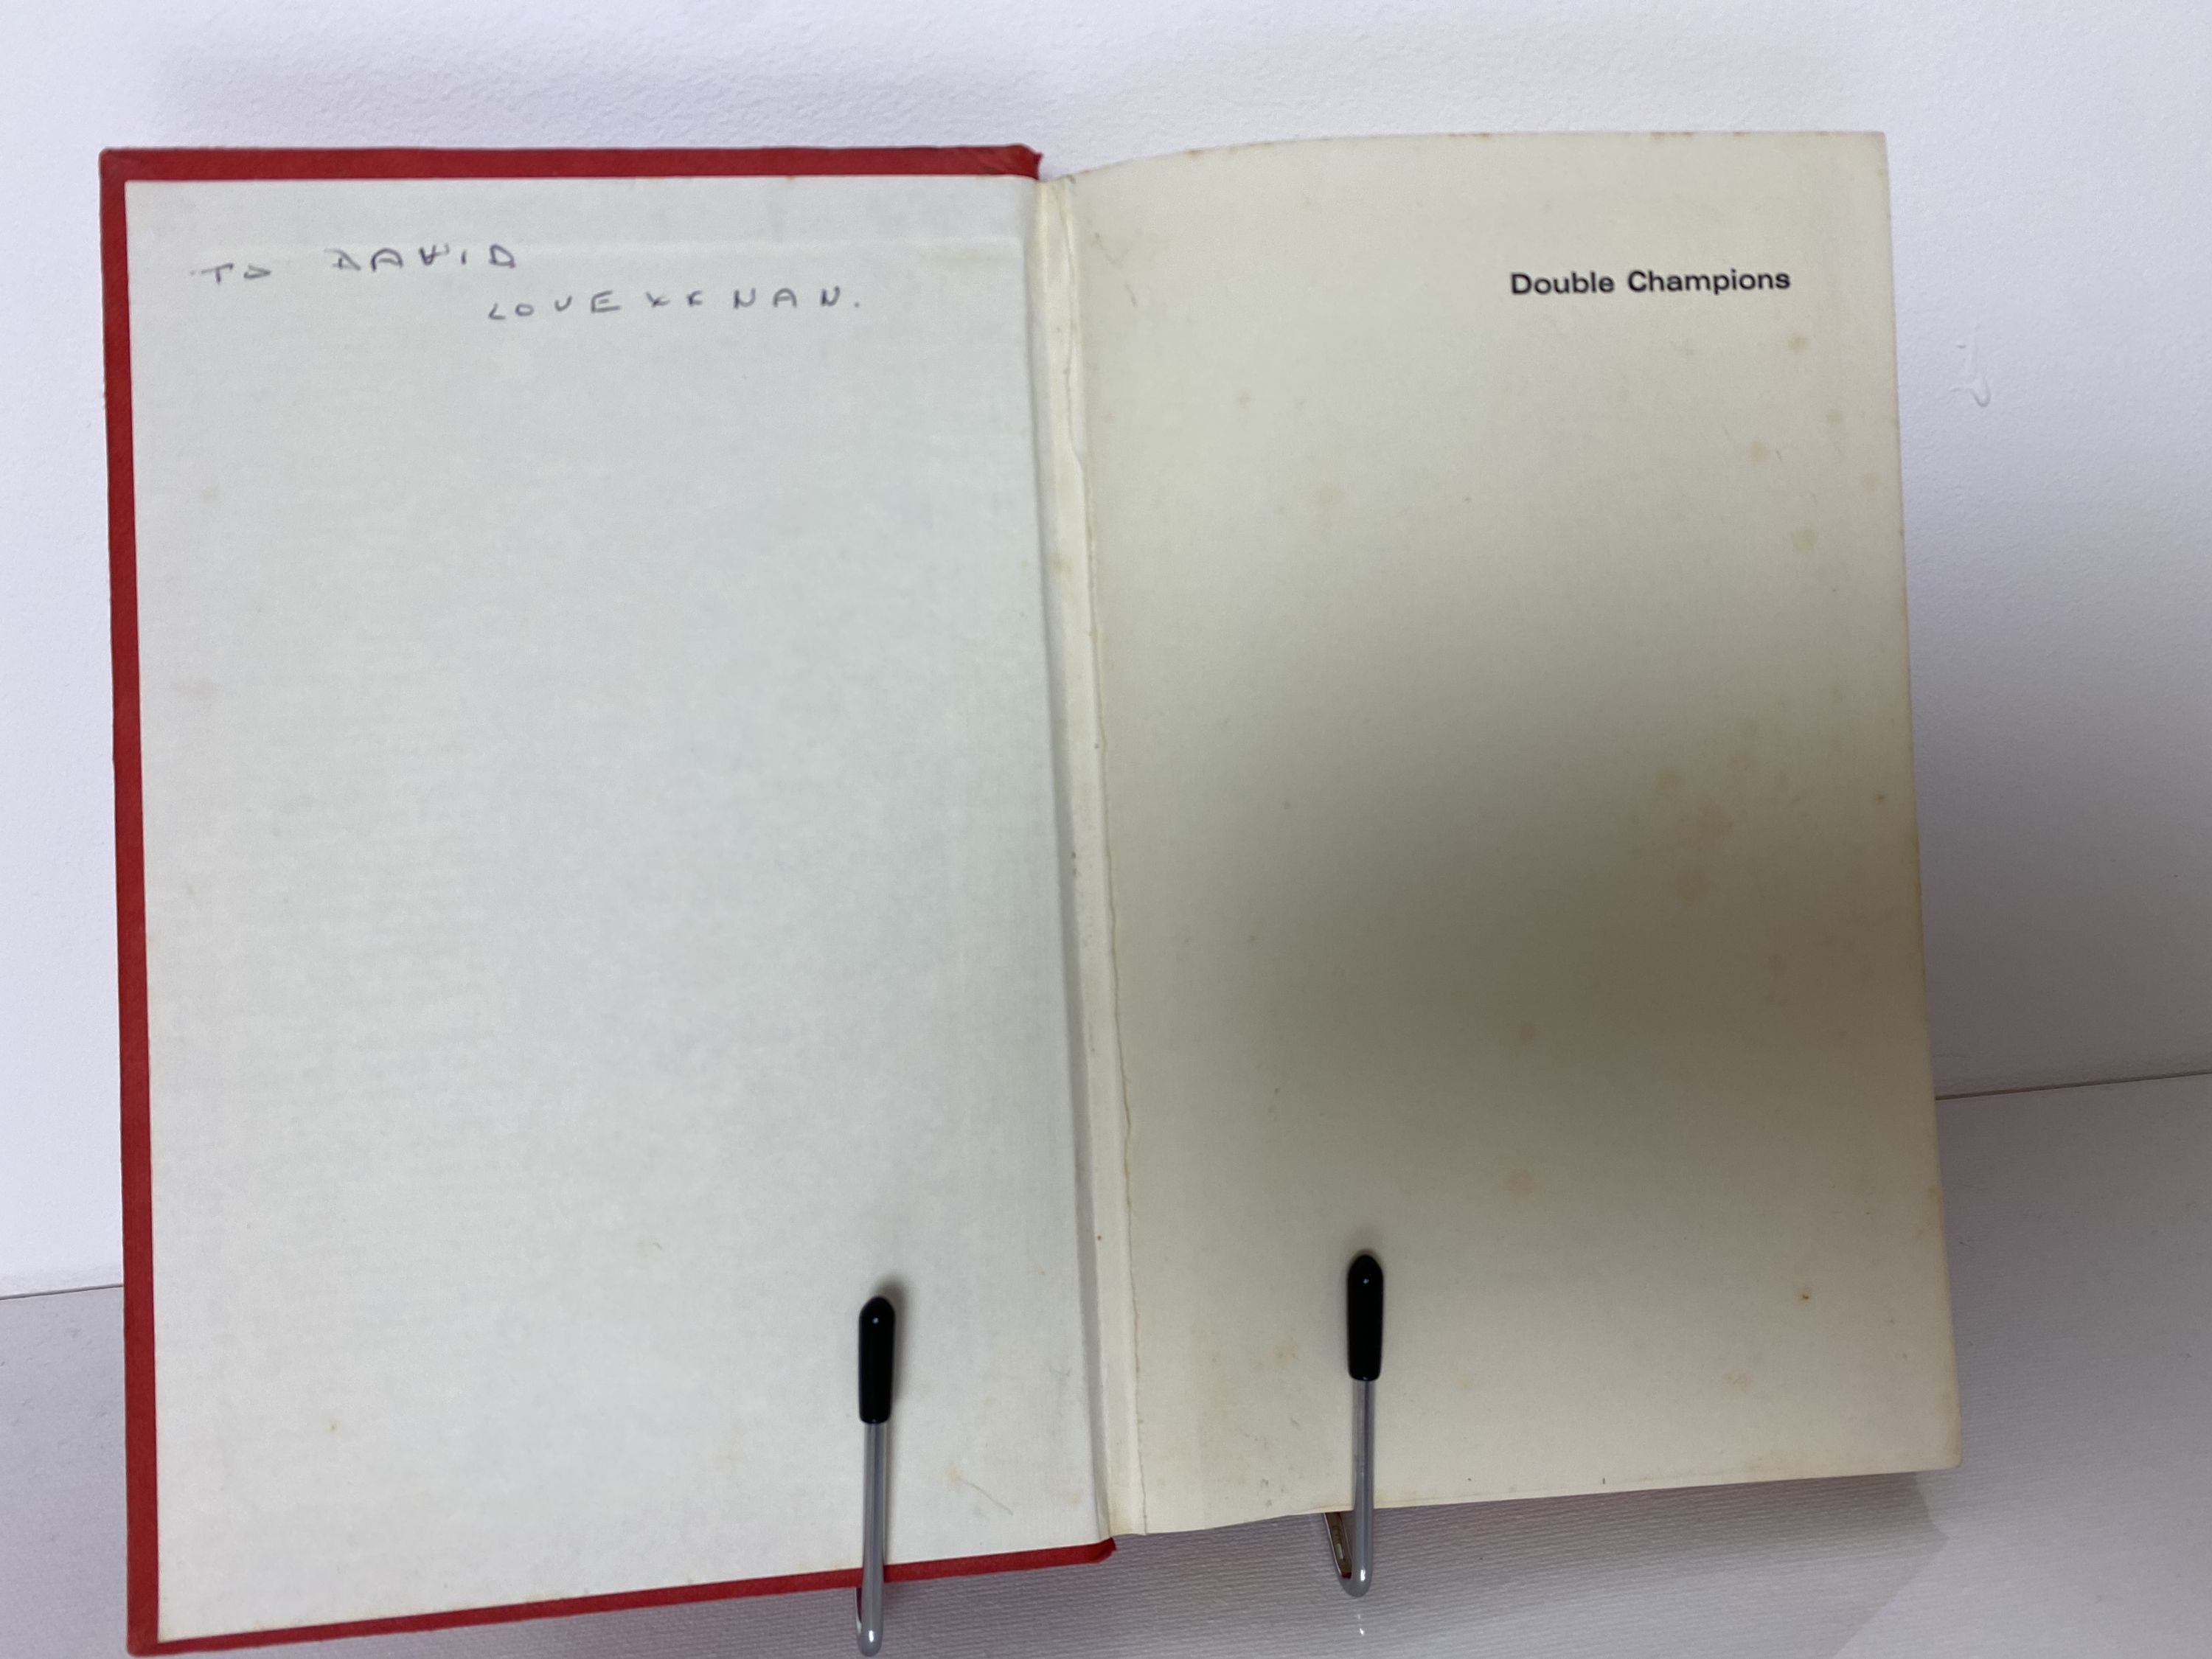 TO DAVID
LOVE XX NAN.
Double Champions